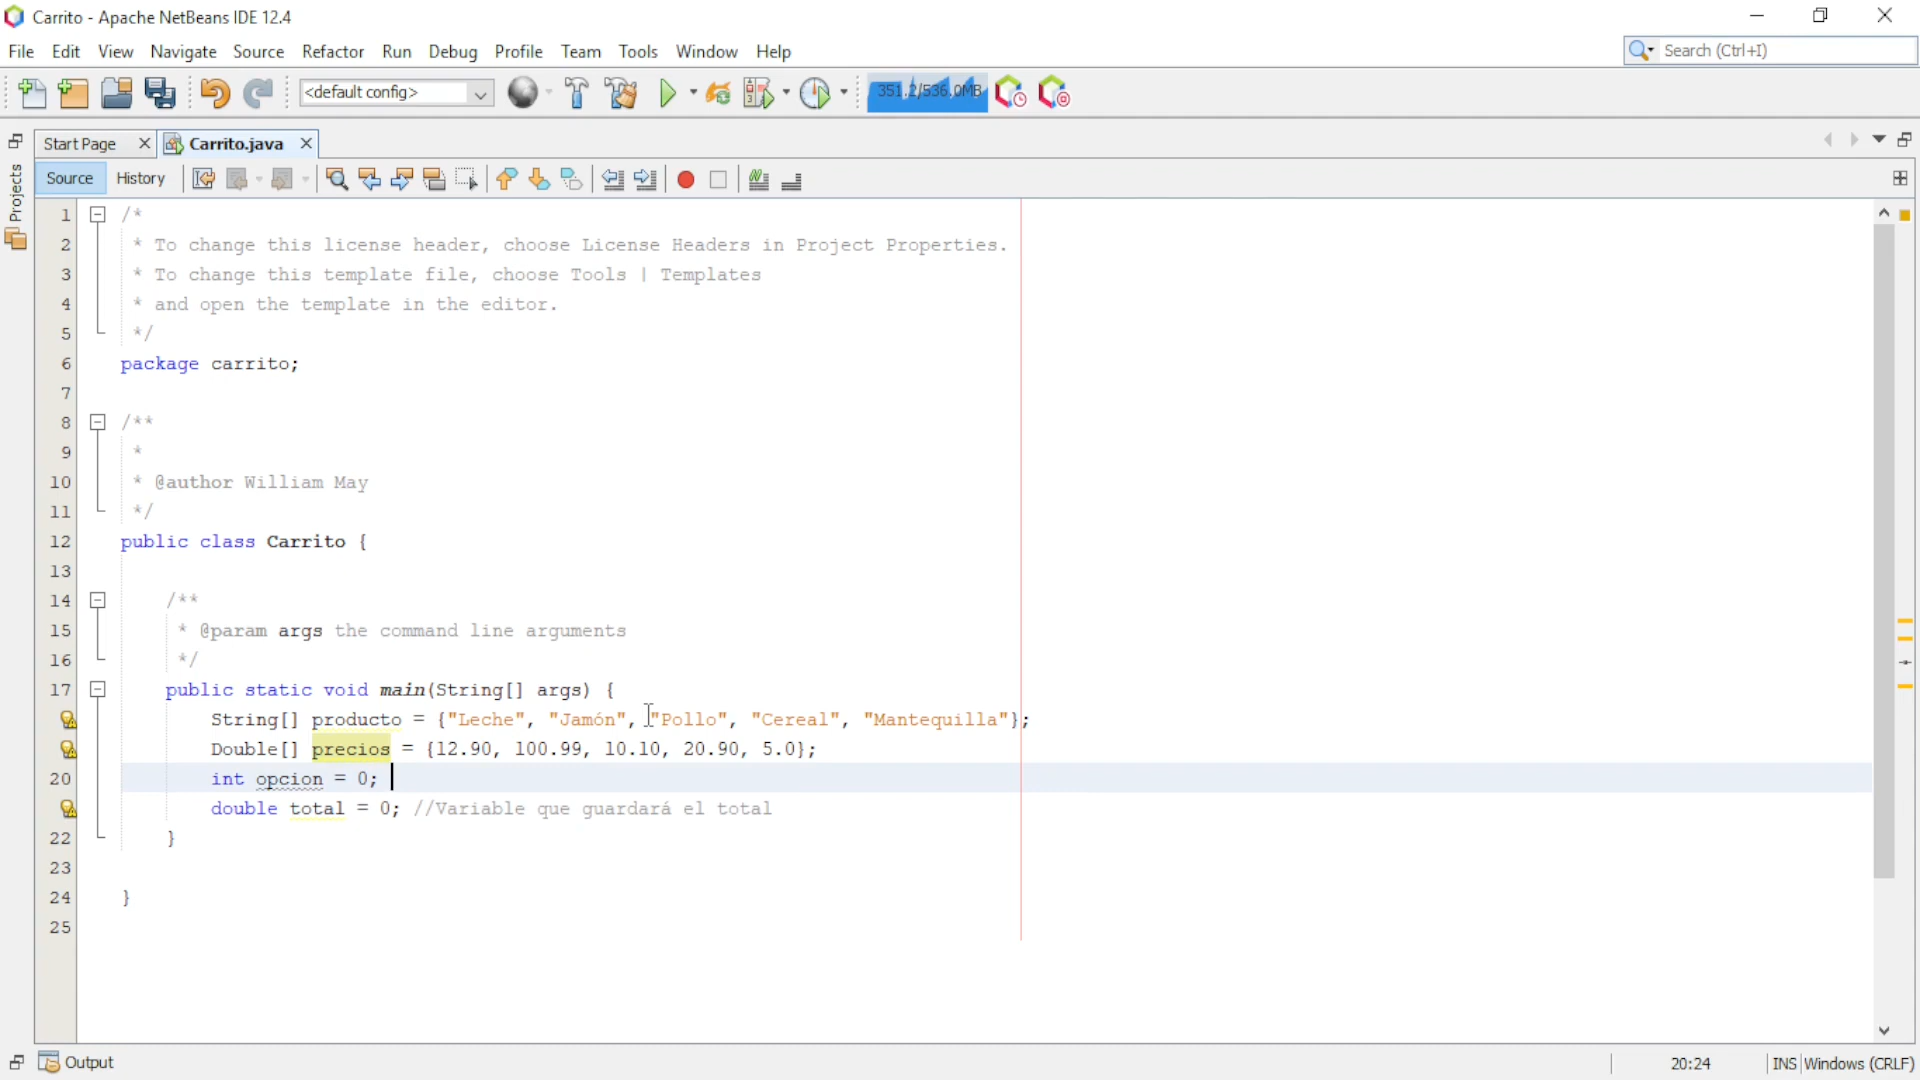 Carrito - Apache NetBeans IDE 12.4
File Edit View Navigate Source Refactor Run Debug Profile Team Tools Window Help
Search (Ctrl+I)
<default config>
351.2/536.0MB
Projects
Start Page
Carrito.java
Source
History
1 /*
2 * To change this license header, choose License Headers in Project Properties.
3 * To change this template file, choose Tools | Templates
4 * and open the template in the editor.
5 */
6 package carrito;
7
8 /**
9 *
10 * @author William May
11 */
12 public class Carrito {
13
14 /**
15 * @param args the command line arguments
16 */
17 public static void main(String[] args) {
String[] producto = {"Leche", "Jamón", "Pollo", "Cereal", "Mantequilla"};
Double[] precios = {12.90, 100.99, 10.10, 20.90, 5.0};
20 int opcion = 0;
double total = 0; //Variable que guardará el total
22 }
23
24 }
25
Output
20:24
INS
Windows (CRLF)